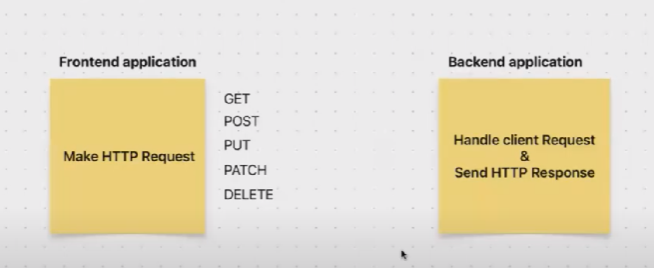 Frontend application
Make HTTP Request
GET
POST
PUT
PATCH
DELETE
Backend application
Handle client Request
&
Send HTTP Response